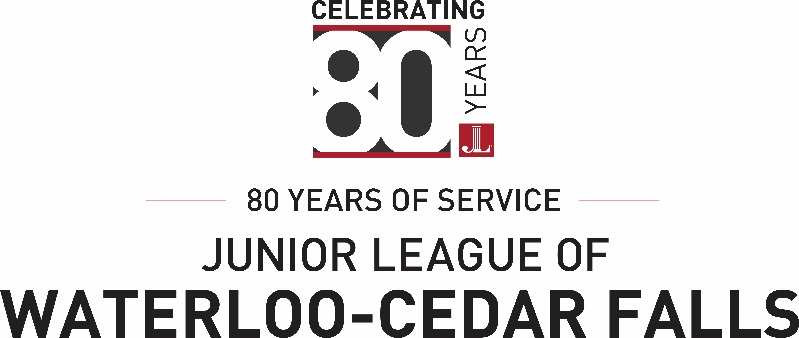 CELEBRATING
80
YEARS
JL
80 YEARS OF SERVICE
JUNIOR LEAGUE OF
WATERLOO-CEDAR FALLS